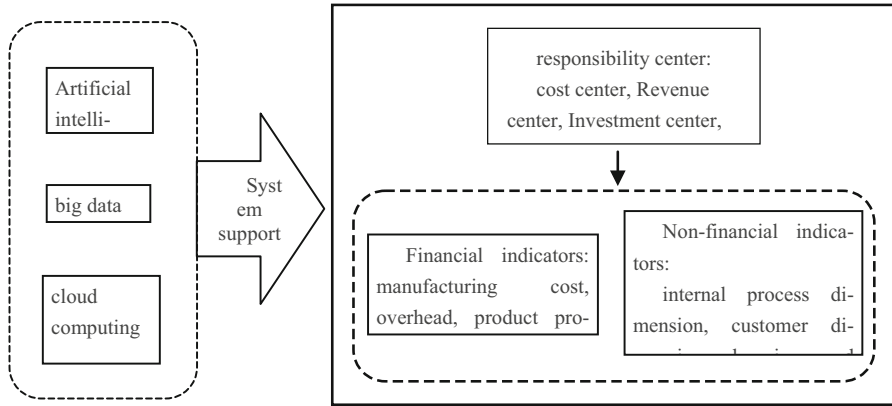 Artificial
intelli-
big data
cloud
computing
Syst
em
support
responsibility center:
cost center, Revenue
center, Investment center,
Financial indicators:
manufacturing cost,
overhead, product pro-
Non-financial indica-
tors:
internal process di-
mension, customer di-